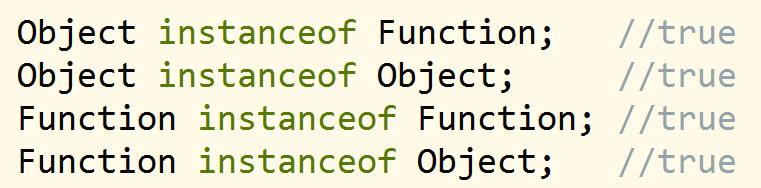 Object instanceof Function;   //true
Object instanceof Object;     //true
Function instanceof Function; //true
Function instanceof Object;   //true